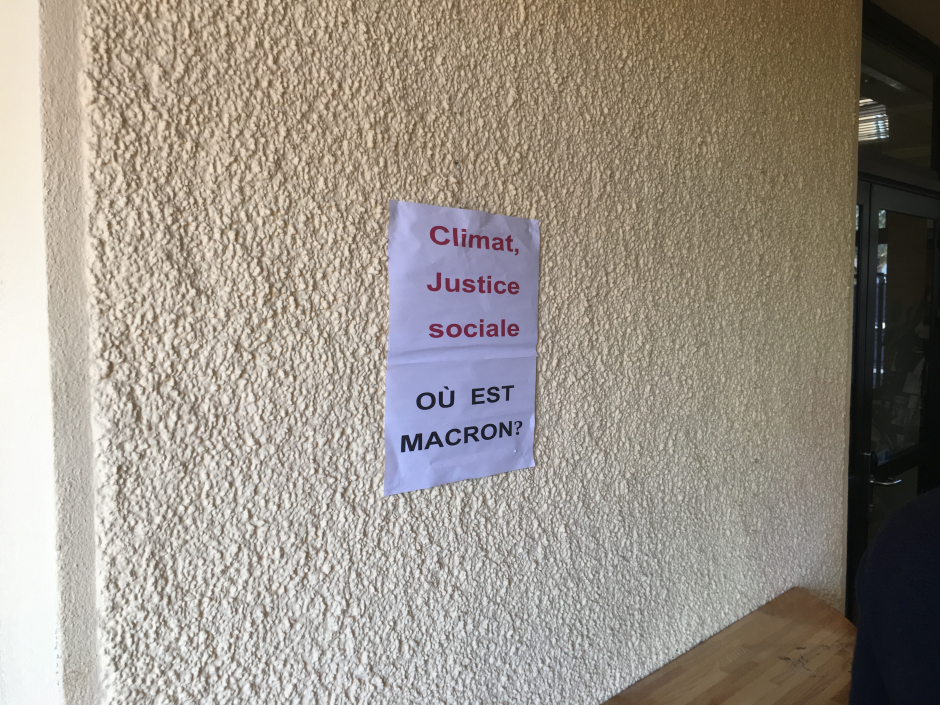 Climat,
Justice
sociale
OÙ EST
MACRON?